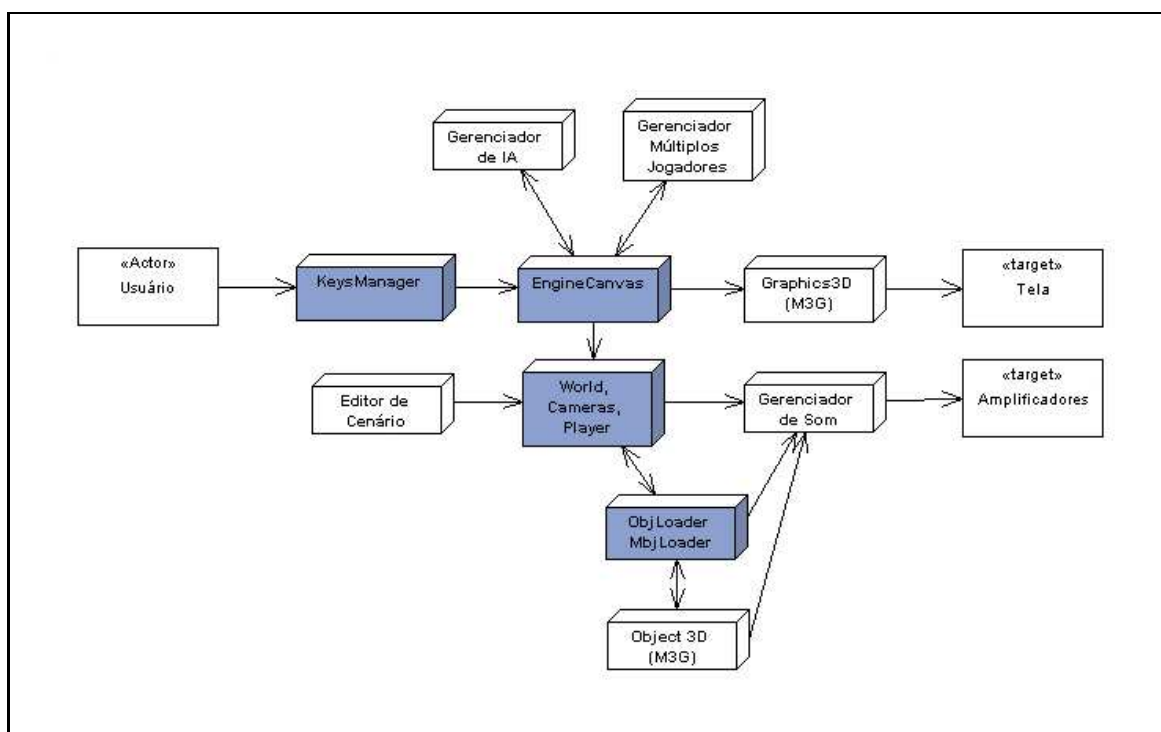 Gerenciador
de IA
Gerenciador
Múltiplos
Jogadores
«Actor»
Usuário
KeysManager
EngineCanvas
Graphics3D
(M3G)
«target»
Tela
Editor de
Cenário
World,
Cameras,
Player
Gerenciador
de Som
«target»
Amplificadores
ObjLoader
MbjLoader
Object 3D
(M3G)